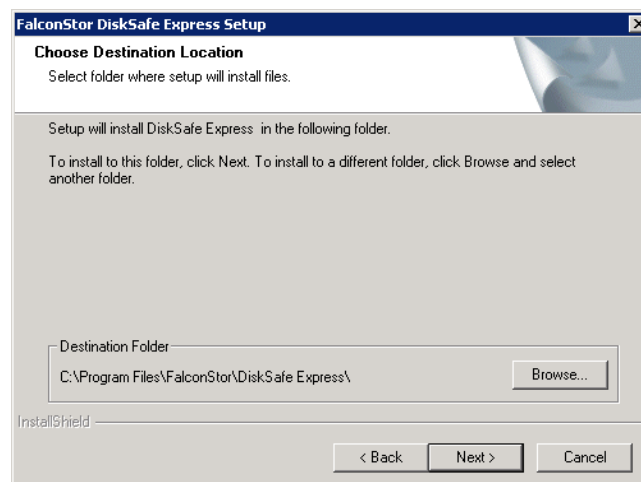 FalconStor DiskSafe Express Setup
Choose Destination Location
Select folder where setup will install files.
Setup will install DiskSafe Express in the following folder.
To install to this folder, click Next. To install to a different folder, click Browse and select
another folder.
Destination Folder
C:\Program Files\FalconStor\DiskSafe Express\
Browse...
InstallShield
< Back
Next >
Cancel